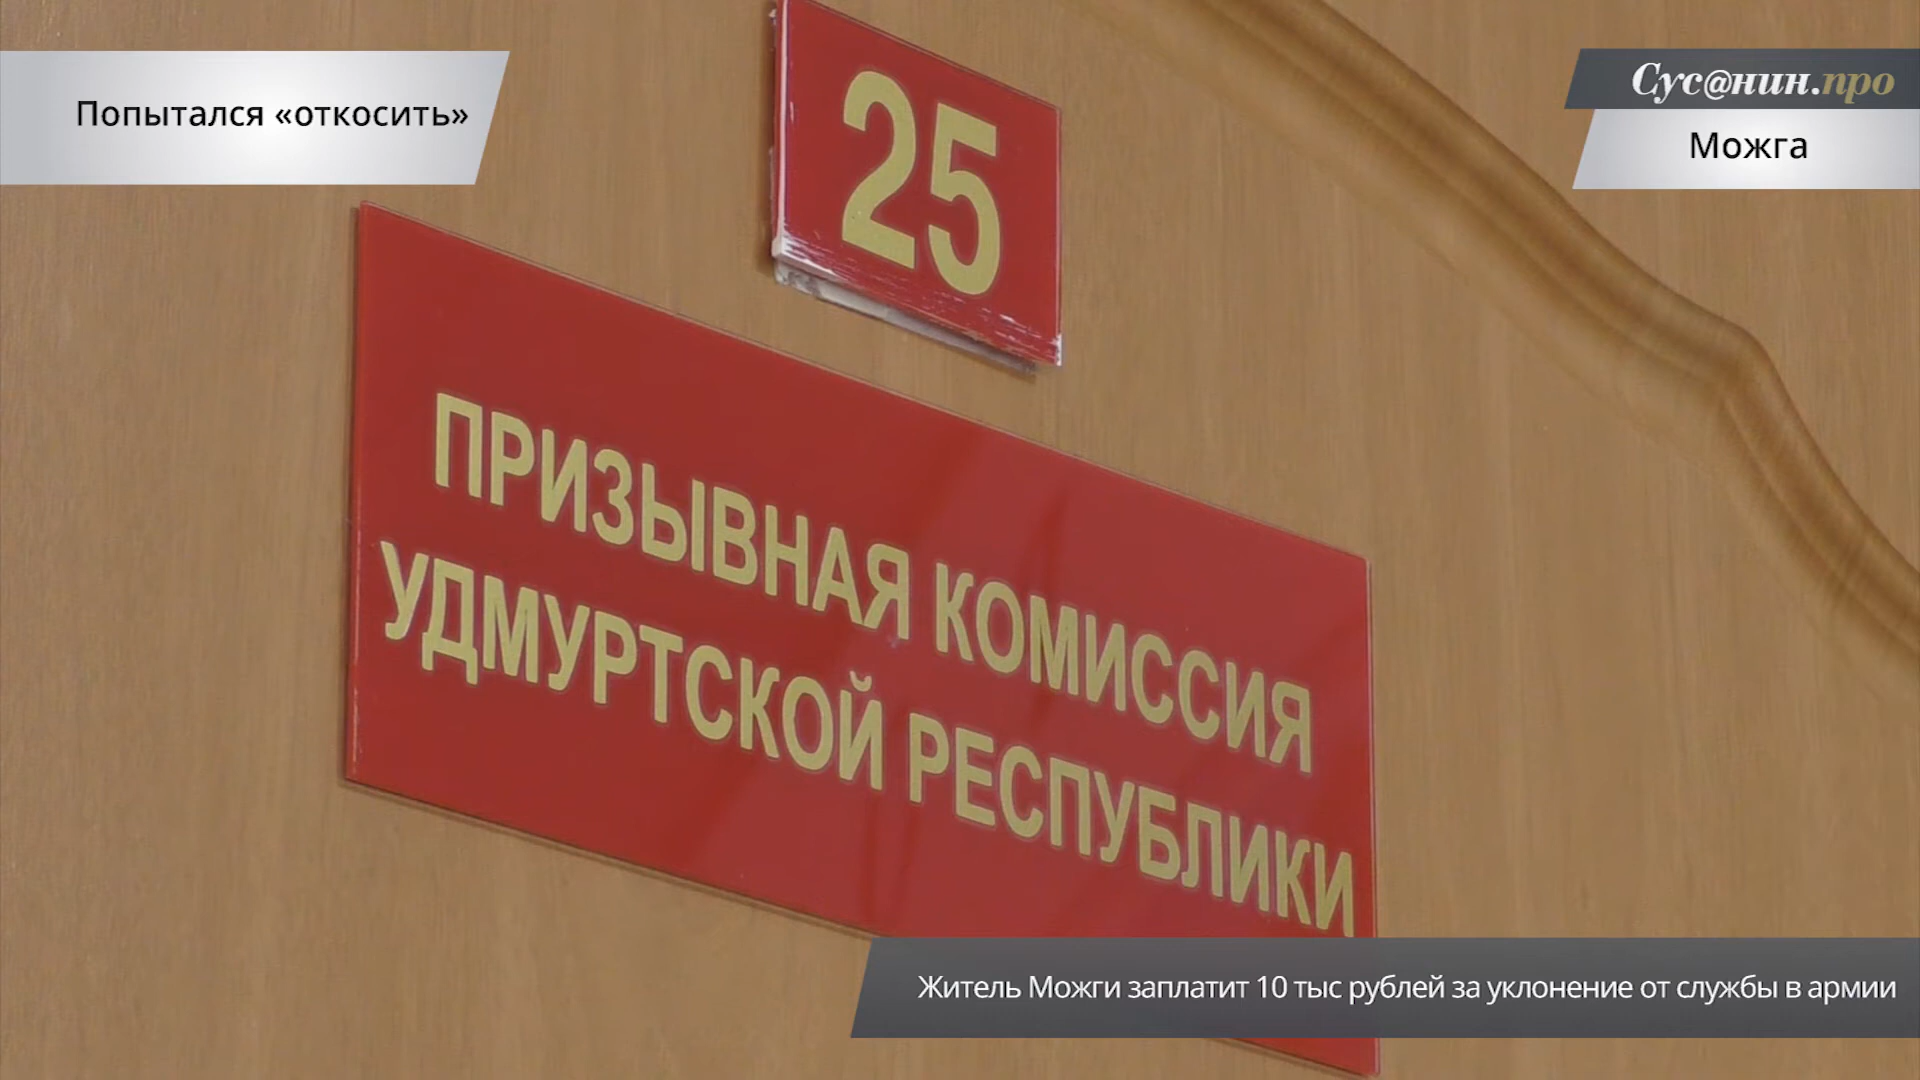 Попытался «откосить»
Сус@нин.про
Можга
25
ПРИЗЫВНАЯ КОМИССИЯ
УДМУРТСКОЙ РЕСПУБЛИКИ
Житель Можги заплатит 10 тыс рублей за уклонение от службы в армии